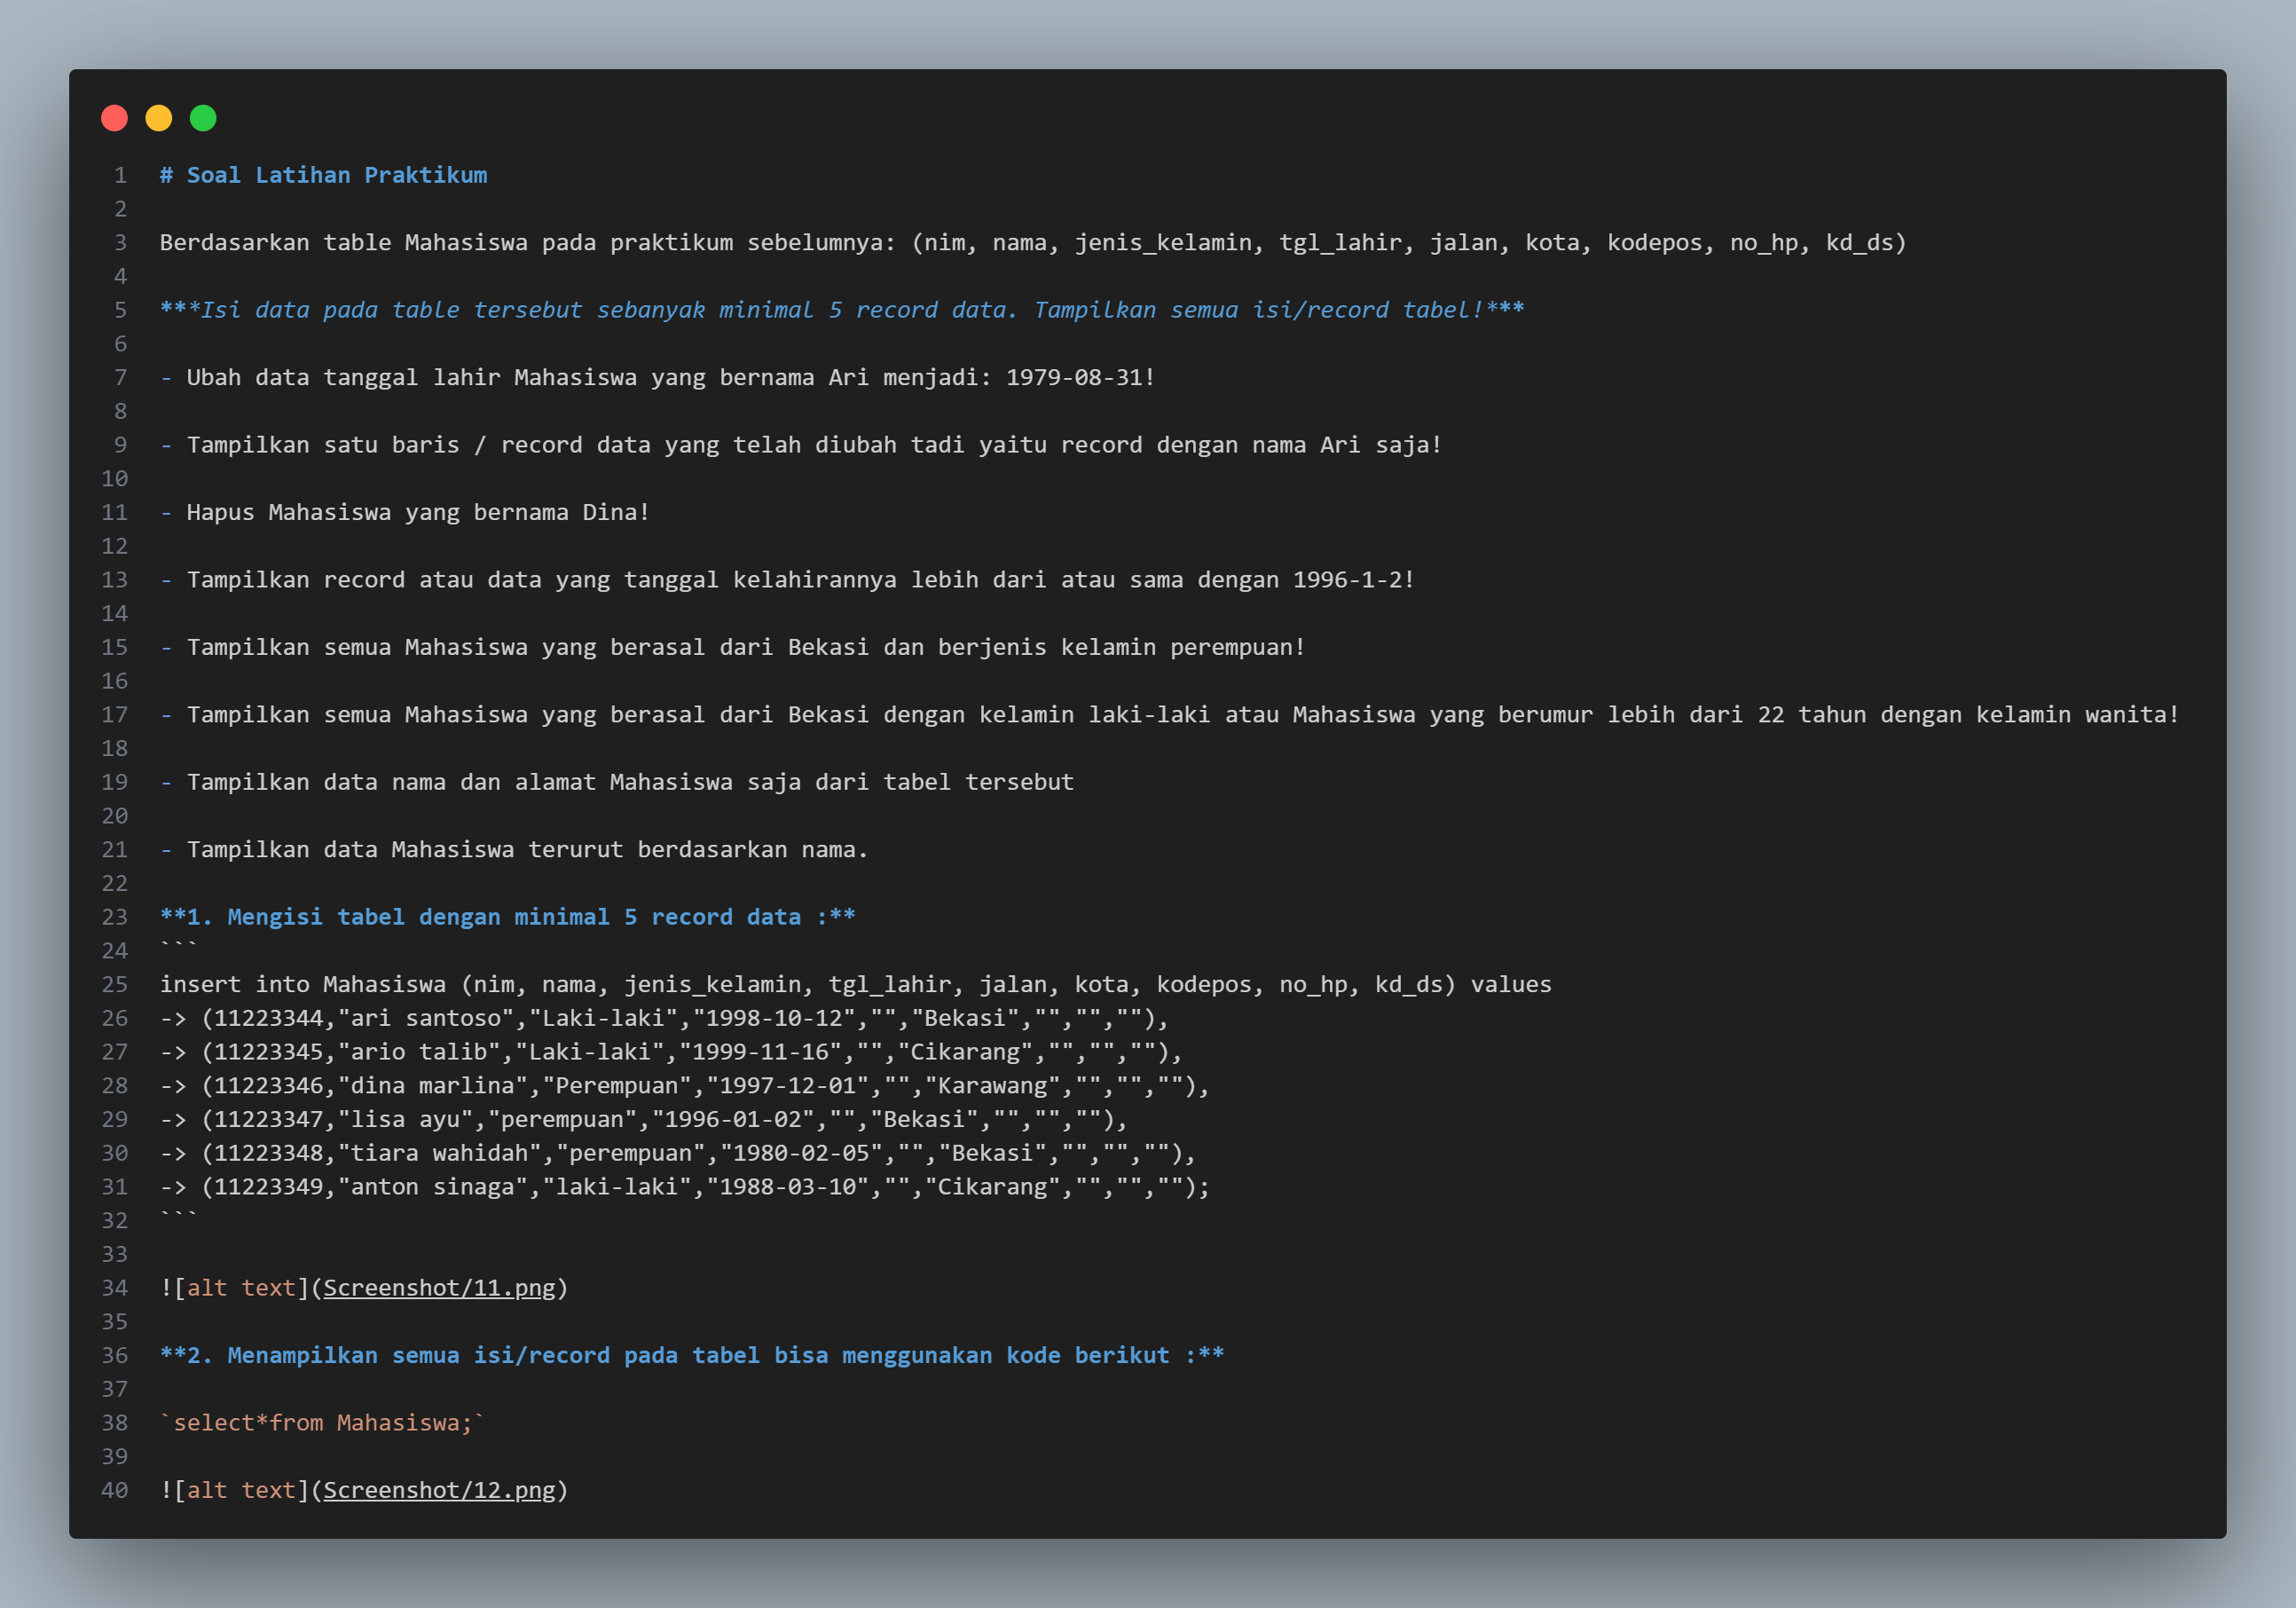 1 # Soal Latihan Praktikum
2
3 Berdasarkan table Mahasiswa pada praktikum sebelumnya: (nim, nama, jenis_kelamin, tgl_lahir, jalan, kota, kodepos, no_hp, kd_ds)
4
5 ***Isi data pada table tersebut sebanyak minimal 5 record data. Tampilkan semua isi/record tabel!***
6
7 - Ubah data tanggal lahir Mahasiswa yang bernama Ari menjadi: 1979-08-31!
8
9 - Tampilkan satu baris / record data yang telah diubah tadi yaitu record dengan nama Ari saja!
10
11 - Hapus Mahasiswa yang bernama Dina!
12
13 - Tampilkan record atau data yang tanggal kelahirannya lebih dari atau sama dengan 1996-1-2!
14
15 - Tampilkan semua Mahasiswa yang berasal dari Bekasi dan berjenis kelamin perempuan!
16
17 - Tampilkan semua Mahasiswa yang berasal dari Bekasi dengan kelamin laki-laki atau Mahasiswa yang berumur lebih dari 22 tahun dengan kelamin wanita!
18
19 - Tampilkan data nama dan alamat Mahasiswa saja dari tabel tersebut
20
21 - Tampilkan data Mahasiswa terurut berdasarkan nama.
22
23 **1. Mengisi tabel dengan minimal 5 record data :**
24 ```
25 insert into Mahasiswa (nim, nama, jenis_kelamin, tgl_lahir, jalan, kota, kodepos, no_hp, kd_ds) values
26 -> (11223344,"ari santoso","Laki-laki","1998-10-12","","Bekasi","","",""),
27 -> (11223345,"ario talib","Laki-laki","1999-11-16","","Cikarang","","",""),
28 -> (11223346,"dina marlina","Perempuan","1997-12-01","","Karawang","","",""),
29 -> (11223347,"lisa ayu","perempuan","1996-01-02","","Bekasi","","",""),
30 -> (11223348,"tiara wahidah","perempuan","1980-02-05","","Bekasi","","",""),
31 -> (11223349,"anton sinaga","laki-laki","1988-03-10","","Cikarang","","","");
32 ```
33
34 ![alt text](Screenshot/11.png)
35
36 **2. Menampilkan semua isi/record pada tabel bisa menggunakan kode berikut :**
37
38 `select*from Mahasiswa;`
39
40 ![alt text](Screenshot/12.png)